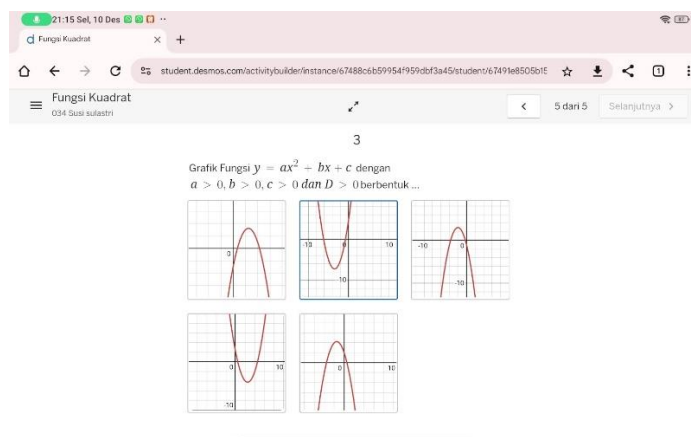 21:15 Sel, 10 Des
Fungsi Kuadrat
student.desmos.com/activitybuilder/instance/67488c6b59954f959dbf3a45/student/67491e8505b15
1
Fungsi Kuadrat
034 Susi sulastri
5 dari 5
Selanjutnya
3
Grafik Fungsi y = ax² + bx + c dengan
a > 0, b > 0, c > 0 dan D > 0 berbentuk ...
0
-10 0 10
-10
-10 0
-10
0 10
-10
0 10